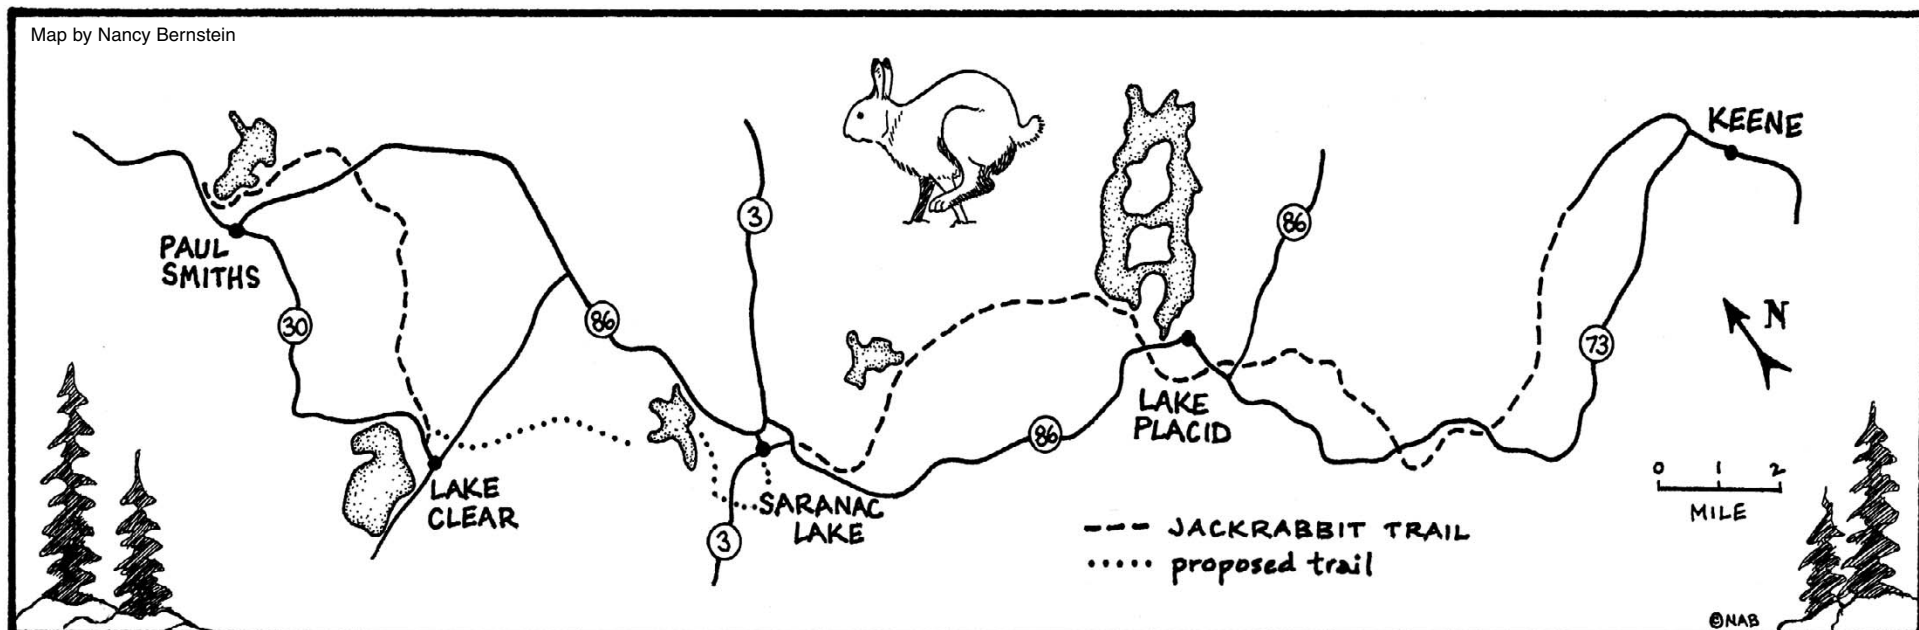 Map by Nancy Bernstein
KEENE
3
86
PAUL
SMITHS
30
86
73
N
LAKE
PLACID
86
LAKE
CLEAR
SARANAC
LAKE
3
0 1 2
MILE
--- JACKRABBIT TRAIL
..... proposed trail
©NAB